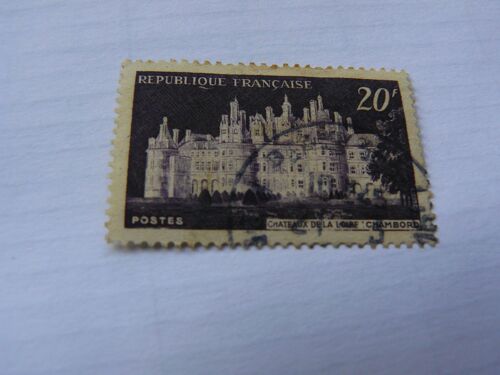 REPUBLIQUE FRANÇAISE
20F
POSTES
CHATEAUX DE LA LOIRE : CHAMBORD